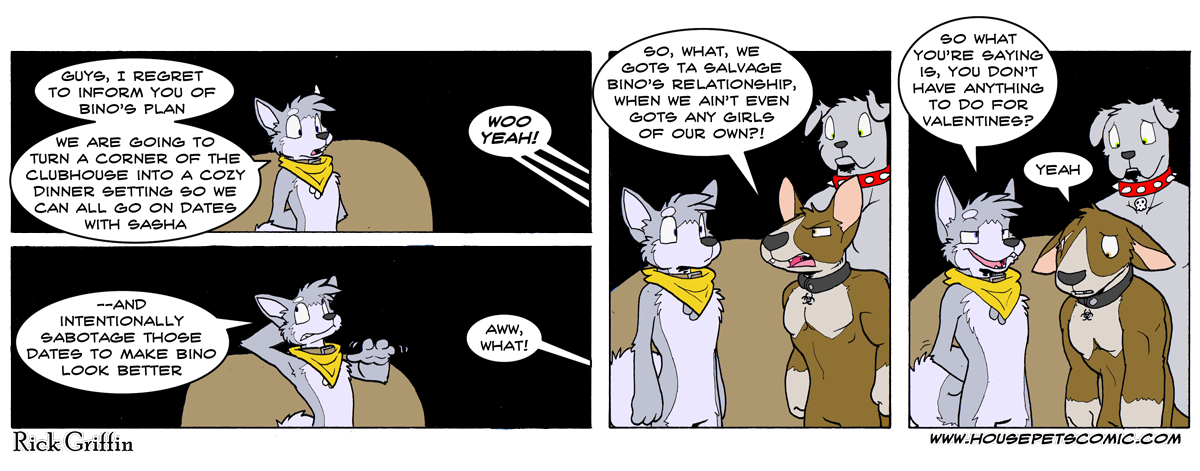 GUYS, I REGRET
TO INFORM YOU OF
BINO'S PLAN
WE ARE GOING TO
TURN A CORNER OF THE
CLUBHOUSE INTO A COZY
DINNER SETTING SO WE
CAN ALL GO ON DATES
WITH SASHA
WOO
YEAH!
--AND
INTENTIONALLY
SABOTAGE THOSE
DATES TO MAKE BINO
LOOK BETTER
AWW,
WHAT!
SO, WHAT, WE
GOTS TA SALVAGE
BINO'S RELATIONSHIP,
WHEN WE AIN'T EVEN
GOTS ANY GIRLS
OF OUR OWN?!
SO WHAT
YOU'RE SAYING
IS, YOU DON'T
HAVE ANYTHING
TO DO FOR
VALENTINES?
YEAH
Rick Griffin
WWW.HOUSEPETSCOMIC.COM